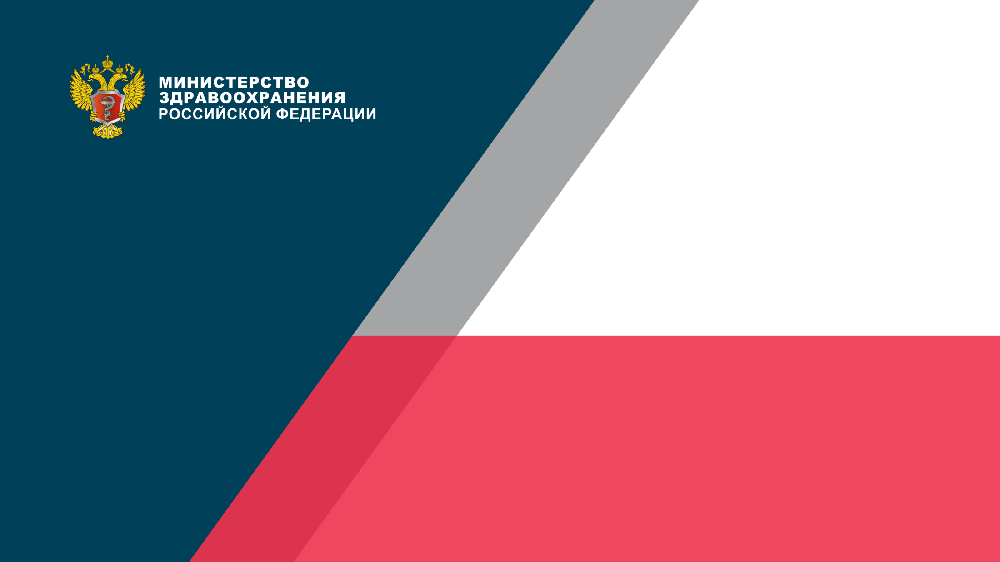 МИНИСТЕРСТВО
ЗДРАВООХРАНЕНИЯ
РОССИЙСКОЙ ФЕДЕРАЦИИ